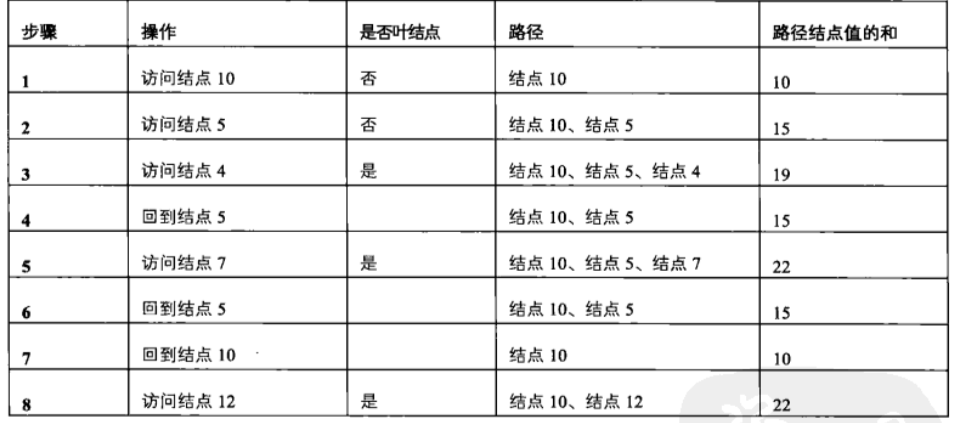 步骤 操作 是否叶结点 路径 路径结点值的和
1 访问结点 10 否 结点 10 10
2 访问结点 5 否 结点 10、结点 5 15
3 访问结点 4 是 结点 10、结点 5、结点 4 19
4 回到结点 5 结点 10、结点 5 15
5 访问结点 7 是 结点 10、结点 5、结点 7 22
6 回到结点 5 结点 10、结点 5 15
7 回到结点 10 结点 10 10
8 访问结点 12 是 结点 10、结点 12 22